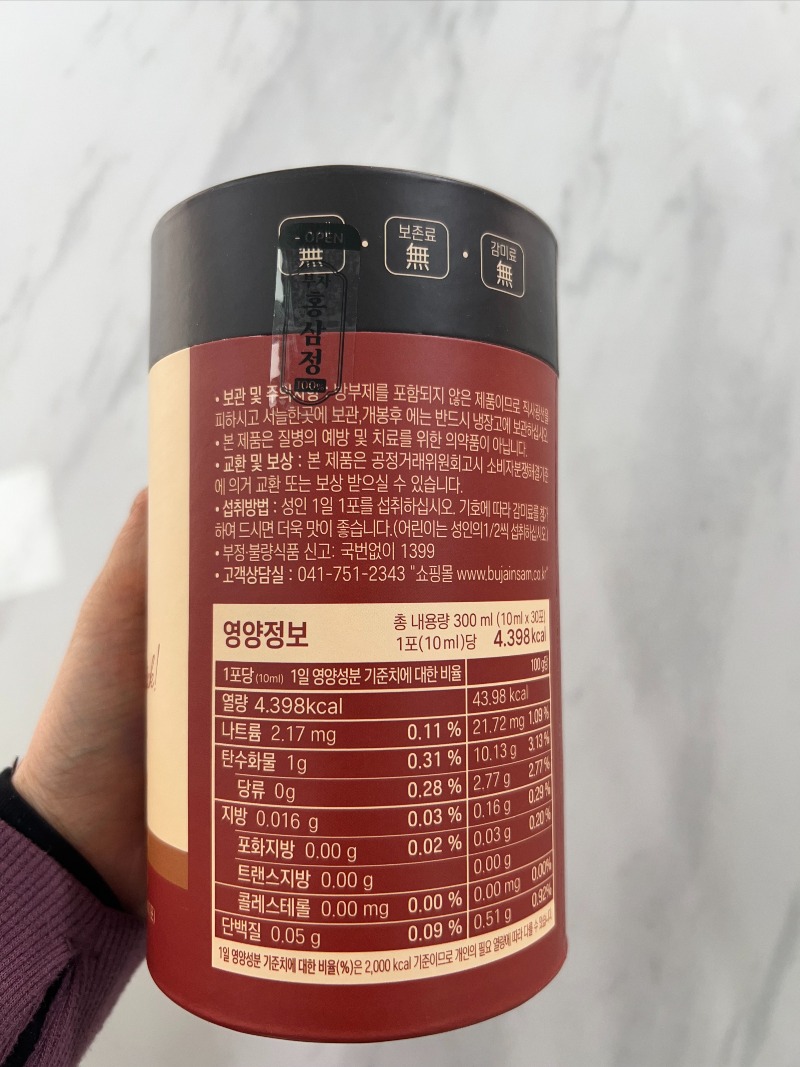 OPEN
無
보존료
無
감미료
無
홍삼정
100g
• 보관 및 주의사항 : 방부제를 포함되지 않은 제품이므로 직사광선을
피하시고 서늘한곳에 보관,개봉후 에는 반드시 냉장고에 보관하십시오.
• 본 제품은 질병의 예방 및 치료를 위한 의약품이 아닙니다.
• 교환 및 보상 : 본 제품은 공정거래위원회고시 소비자분쟁해결기준
에 의거 교환 또는 보상 받으실 수 있습니다.
• 섭취방법 : 성인 1일 1포를 섭취하십시오. 기호에 따라 감미료를 첨가
하여 드시면 더욱 맛이 좋습니다.(어린이는 성인의1/2씩 섭취하십시오.)
• 부정·불량식품 신고: 국번없이 1399
• 고객상담실 : 041-751-2343 "쇼핑몰 www.bujainsam.co.kr"
영양정보
총 내용량 300 ml (10ml x 30포)
1포(10ml)당 4.398kcal
1포당(10ml) 1일 영양성분 기준치에 대한 비율 100g당
열량 4.398kcal 43.98 kcal
나트륨 2.17 mg 0.11 % 21.72 mg 1.09 %
탄수화물 1g 0.31 % 10.13 g 3.13 %
당류 0g 0.28 % 2.77 g 2.77 %
지방 0.016 g 0.03 % 0.16 g 0.29 %
포화지방 0.00 g 0.02 % 0.03 g 0.20 %
트랜스지방 0.00 g 0.00 g
콜레스테롤 0.00 mg 0.00 % 0.00 mg 0.00%
단백질 0.05 g 0.09 % 0.51 g 0.92%
1일 영양성분 기준치에 대한 비율(%)은 2,000 kcal 기준이므로 개인의 필요 열량에 따라 다를 수 있습니다.